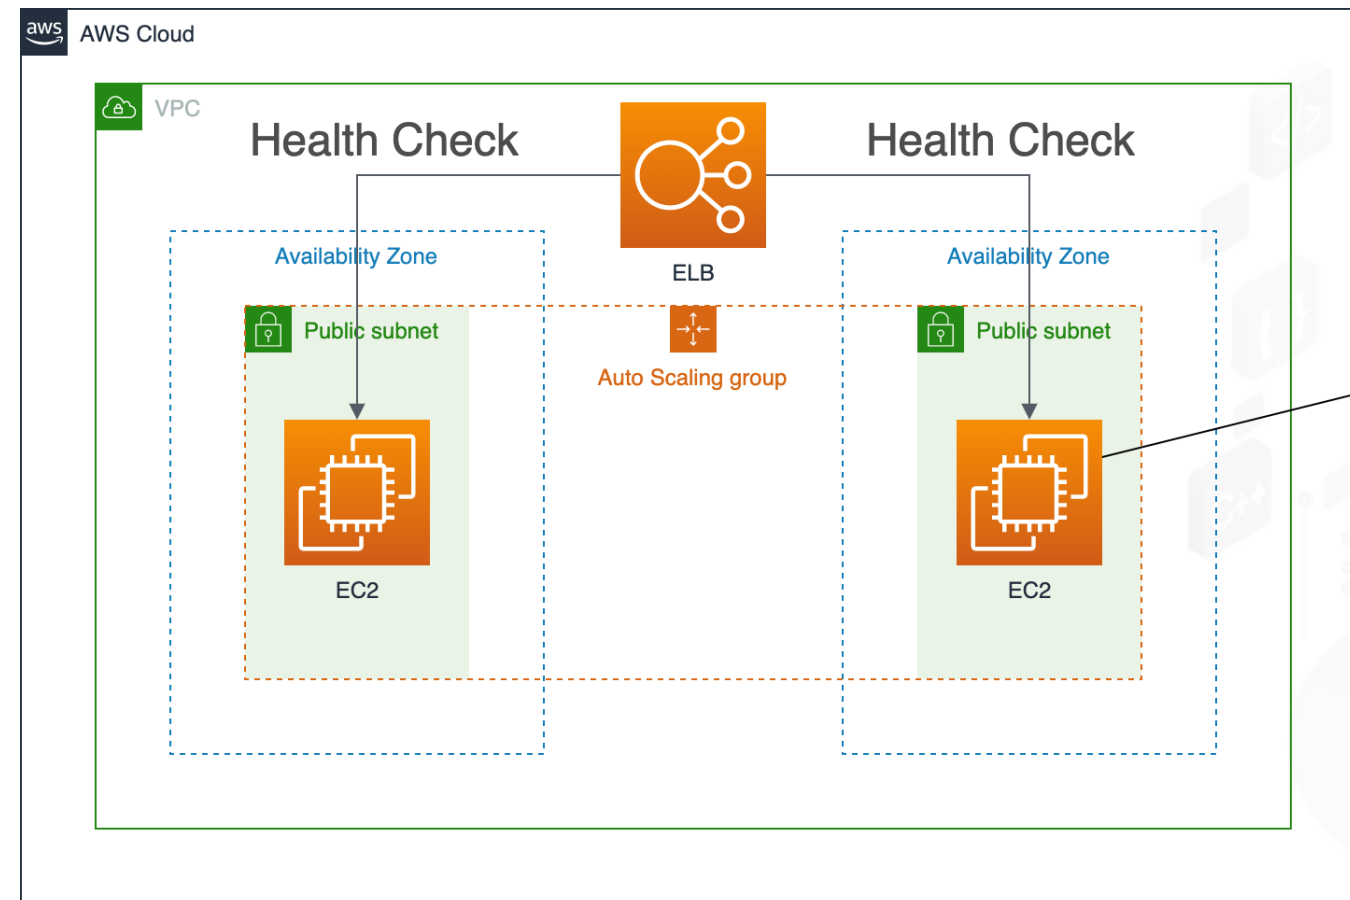 aws
AWS Cloud
VPC
Health Check
Health Check
Availability Zone
Availability Zone
ELB
Public subnet
Public subnet
Auto Scaling group
EC2
EC2